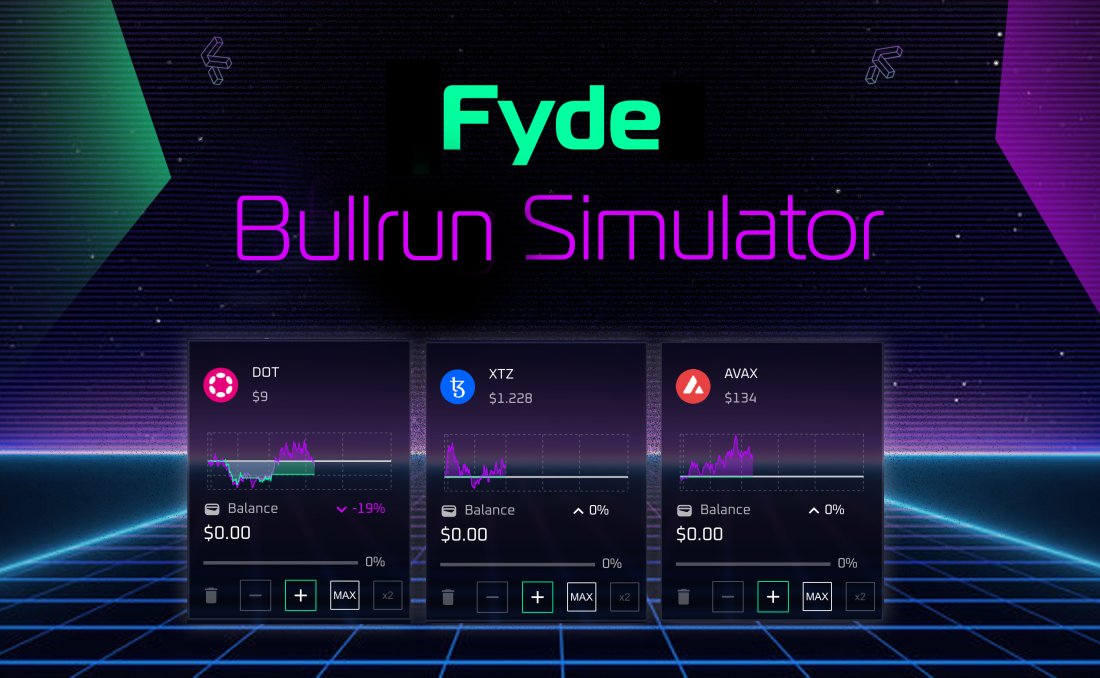 Fyde
Bullrun Simulator
DOT
$9
Balance
-19%
$0.00
0%
MAX
x2
XTZ
$1.228
Balance
0%
$0.00
0%
MAX
x2
AVAX
$134
Balance
0%
$0.00
0%
MAX
x2